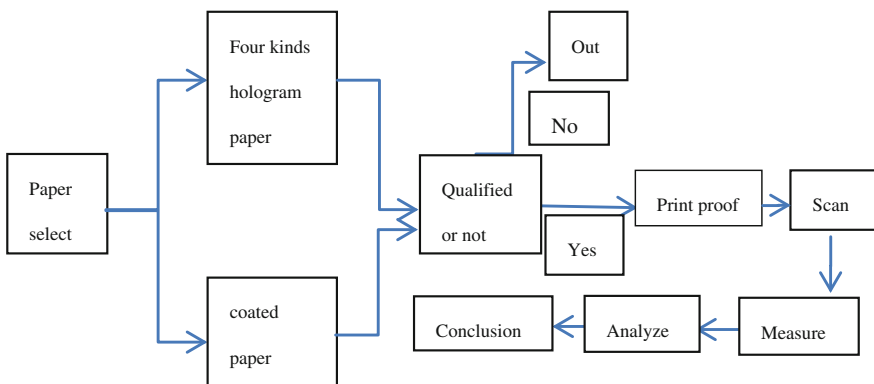 Paper
select
Four kinds
hologram
paper
coated
paper
Qualified
or not
Out
No
Yes
Print proof
Scan
Measure
Analyze
Conclusion